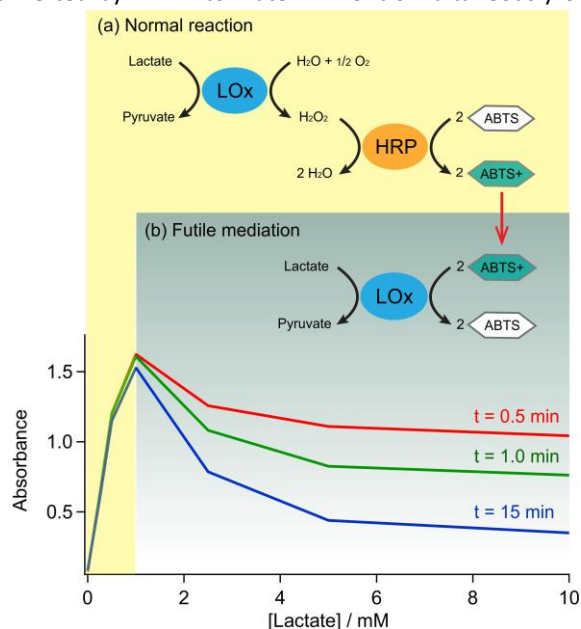 (a) Normal reaction
Lactate
H₂O + 1/2 O₂
LOx
Pyruvate
H₂O₂
2 ABTS
HRP
2 H₂O
2 ABTS+
(b) Futile mediation
Lactate
2 ABTS+
LOx
Pyruvate
2 ABTS
1.5
1.0
0.5
Absorbance
t = 0.5 min
t = 1.0 min
t = 15 min
0 2 4 6 8 10
[Lactate] / mM